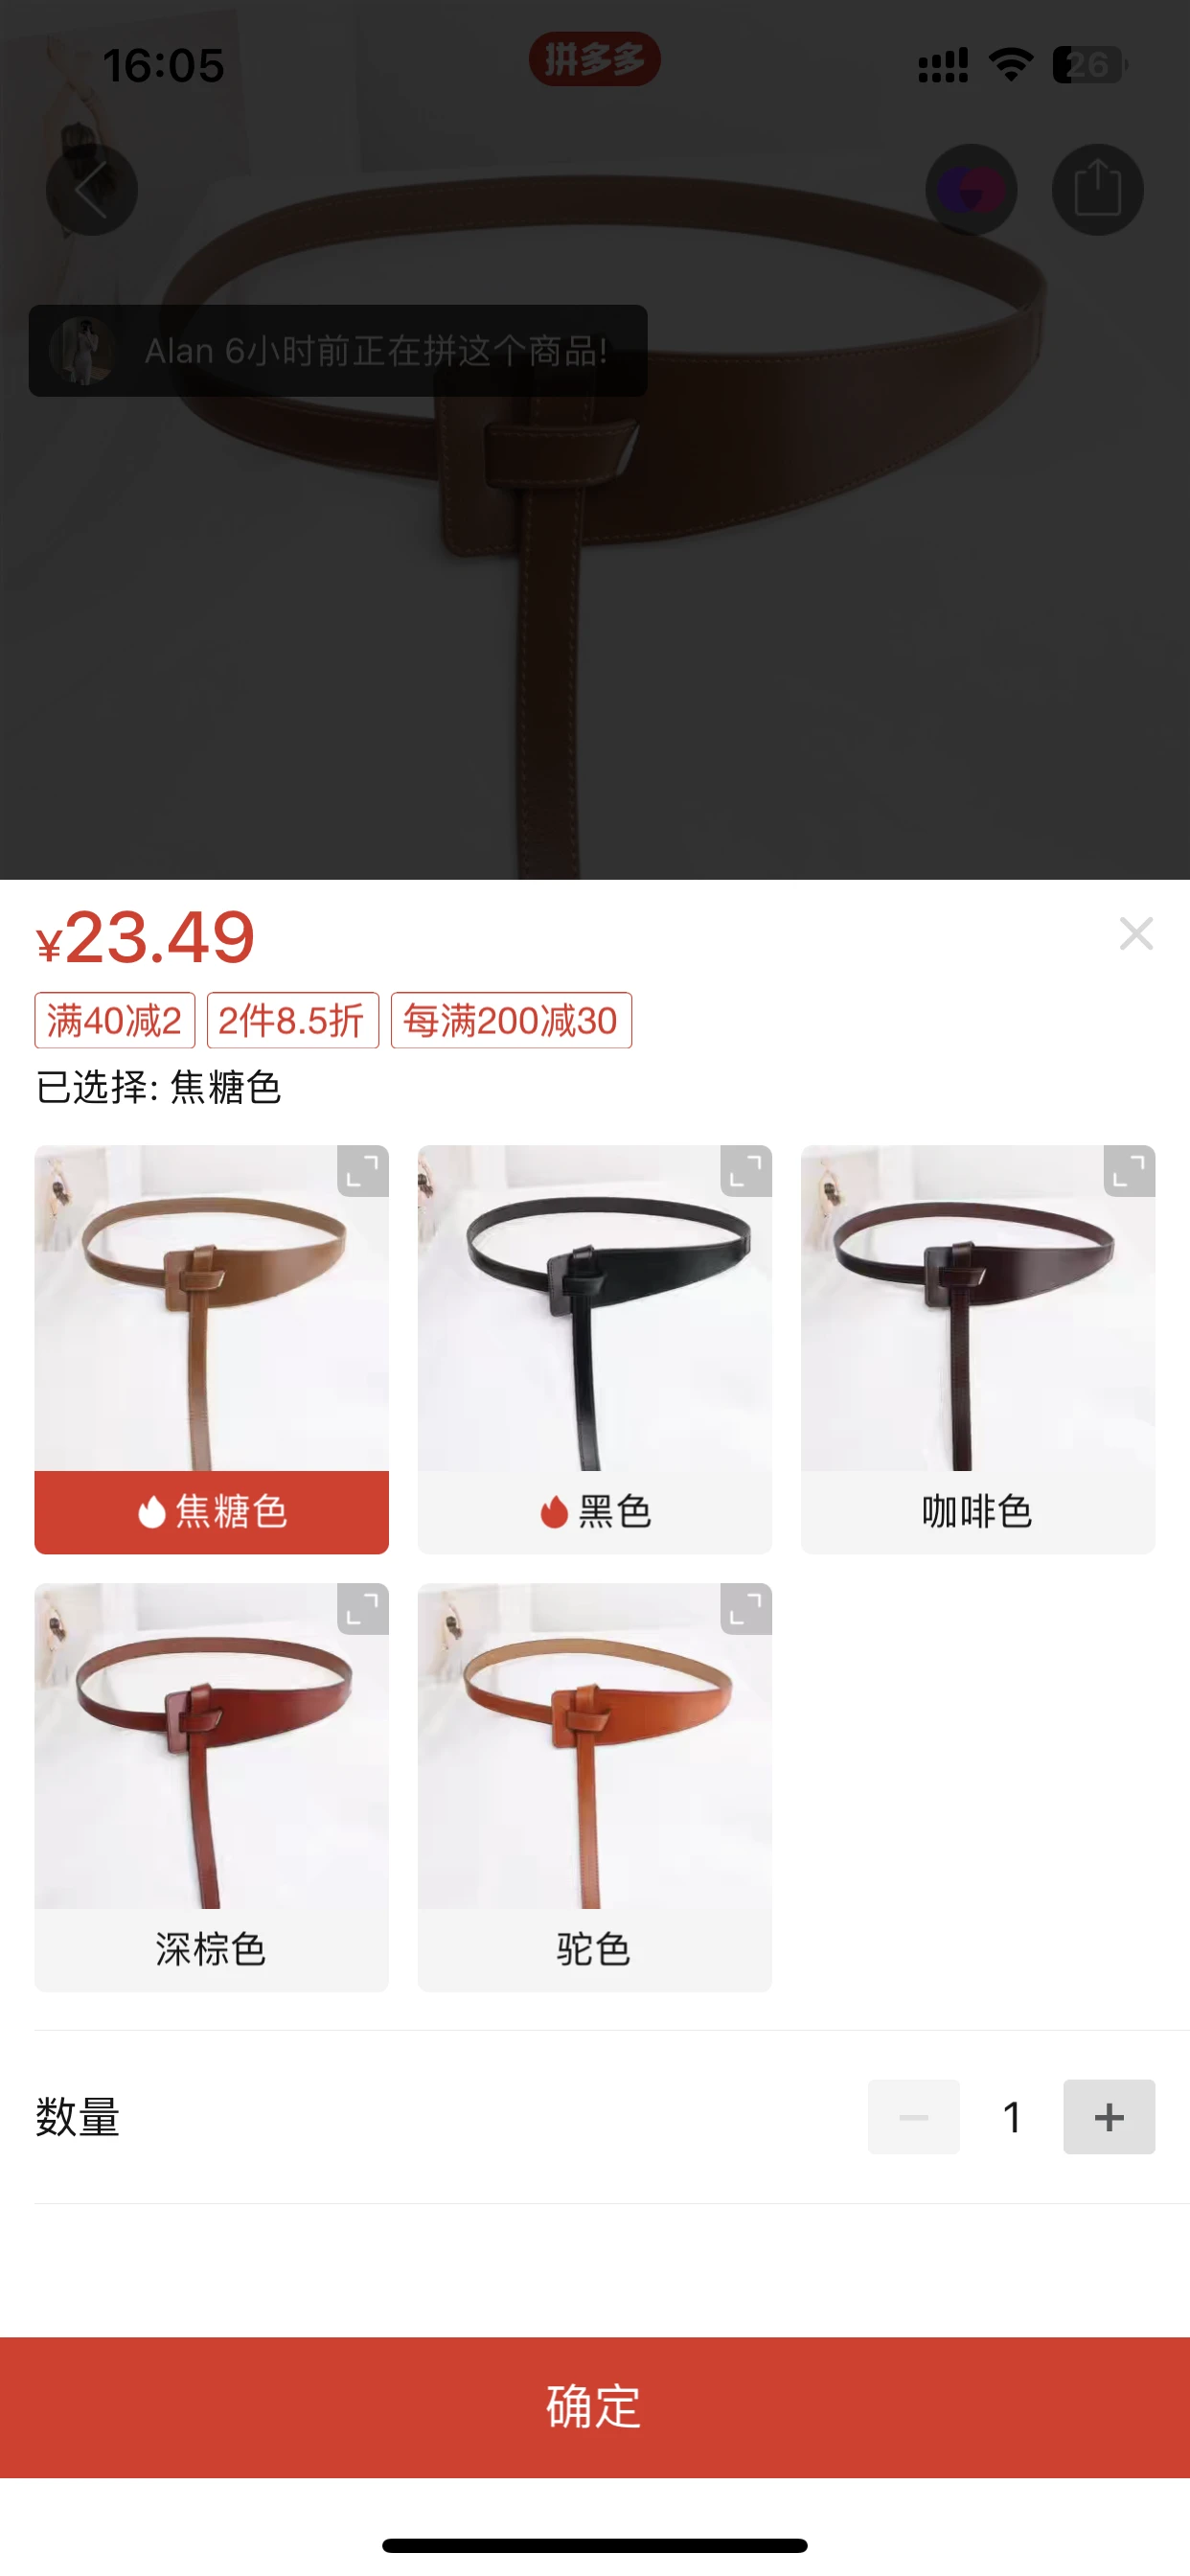 16:05
拼多多
26
Alan 6小时前正在拼这个商品!
¥23.49
满40减2
2件8.5折
每满200减30
已选择: 焦糖色
焦糖色
黑色
咖啡色
深棕色
驼色
数量
1
确定